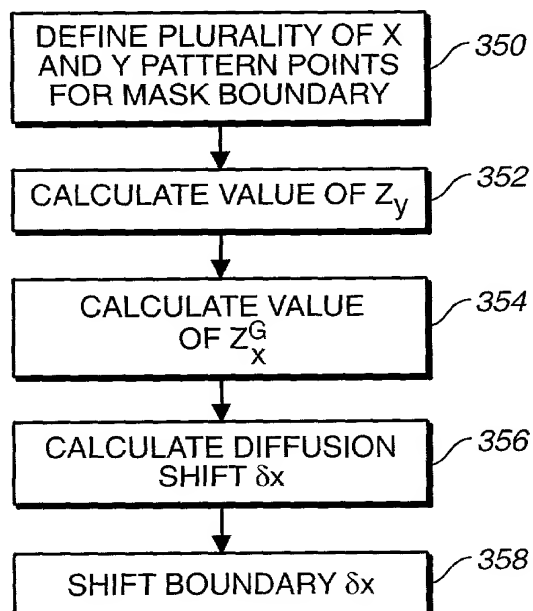 DEFINE PLURALITY OF X
AND Y PATTERN POINTS
FOR MASK BOUNDARY
350
CALCULATE VALUE OF Zy
352
CALCULATE VALUE
OF ZxG
354
CALCULATE DIFFUSION
SHIFT δx
356
SHIFT BOUNDARY δx
358